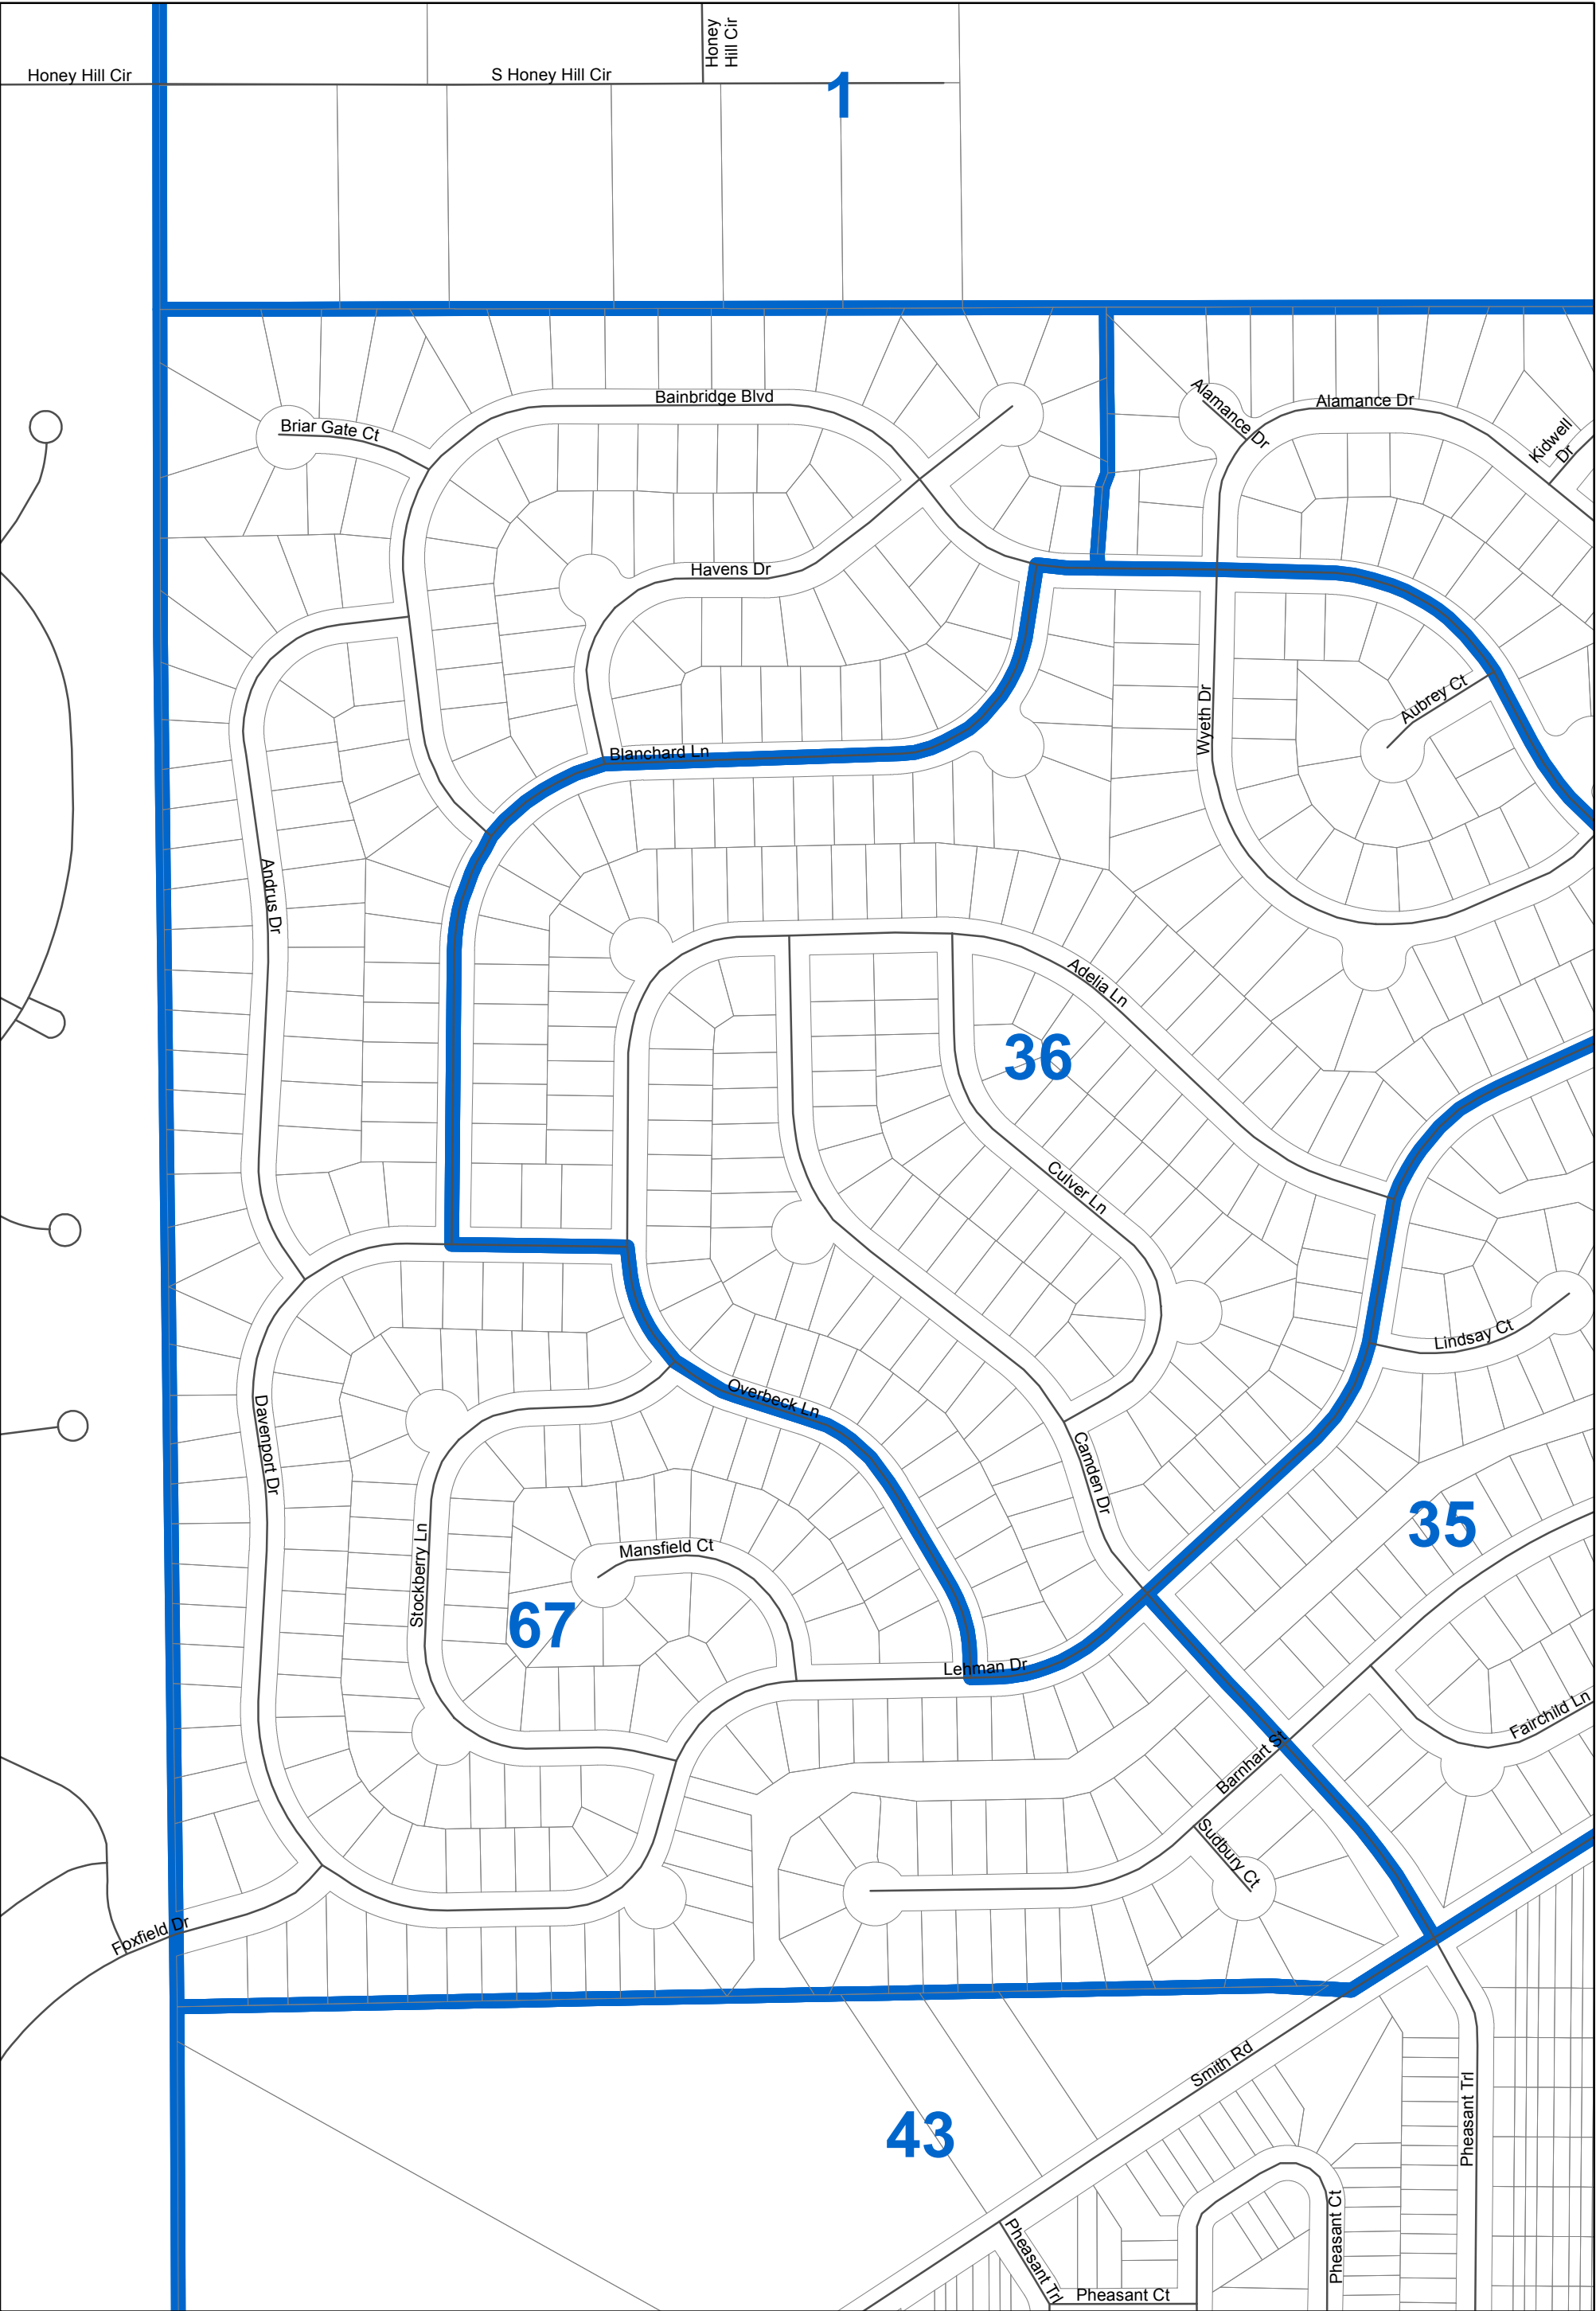 Honey
Hill Cir
Honey Hill Cir
S Honey Hill Cir
1
Bainbridge Blvd
Briar Gate Ct
Alamance Dr
Alamance Dr
Kidwell
Dr
Havens Dr
Aubrey Ct
Wyeth Dr
Blanchard Ln
Andrus Dr
Adelia Ln
36
Culver Ln
Lindsay Ct
Overbeck Ln
Davenport Dr
Camden Dr
35
Stockberry Ln
Mansfield Ct
67
Lehman Dr
Fairchild Ln
Barnhart St
Sudbury Ct
Foxfield Dr
Smith Rd
43
Pheasant Trl
Pheasant Ct
Pheasant Trl
Pheasant Ct